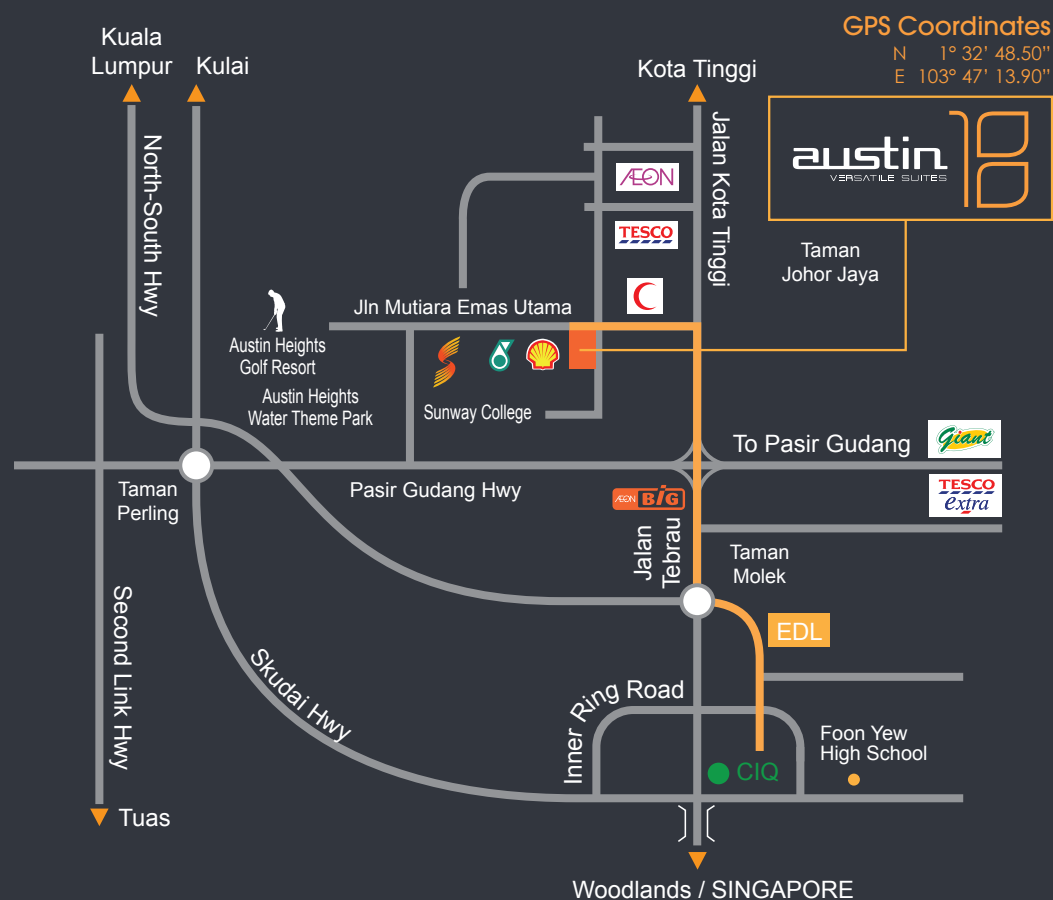 GPS Coordinates
N 1° 32’ 48.50”
E 103° 47’ 13.90”
Kuala
Lumpur
Kulai
Kota Tinggi
austin 18
VERSATILE SUITES
North-South Hwy
Jalan Kota Tinggi
ÆON
TESCO
Taman
Johor Jaya
Jln Mutiara Emas Utama
Austin Heights
Golf Resort
Austin Heights
Water Theme Park
Sunway College
To Pasir Gudang
Giant
Taman
Perling
Pasir Gudang Hwy
ÆON BiG
TESCO
extra
Jalan
Tebrau
Taman
Molek
Second Link Hwy
EDL
Skudai Hwy
Inner Ring Road
Foon Yew
High School
CIQ
Tuas
Woodlands / SINGAPORE